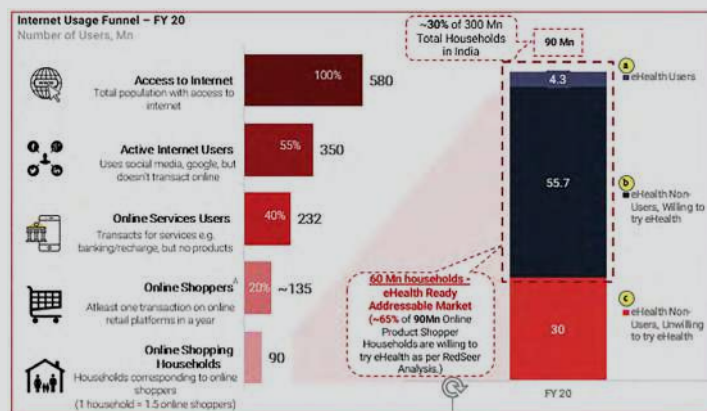 Internet Usage Funnel – FY 20
Number of Users, Mn
Access to Internet
Total population with access to
internet
100%
580
Active Internet Users
Uses social media, google, but
doesn't transact online
55%
350
Online Services Users
Transacts for services e.g.
banking/recharge, but no products
40%
232
Online Shoppers
Atleast one transaction on online
retail platforms in a year
20%
~135
Online Shopping
Households
Households corresponding to online
shoppers
(1 household = 1.5 online shoppers)
90
~30% of 300 Mn
Total Households
in India
90 Mn
60 Mn households -
eHealth Ready
Addressable Market
(~65% of 90Mn Online
Product Shopper
Households are willing to
try eHealth as per RedSeer
Analysis.)
4.3
55.7
30
FY 20
a
eHealth Users
b
eHealth Non-
Users, Willing to
try eHealth
c
eHealth Non-
Users, Unwilling
to try eHealth